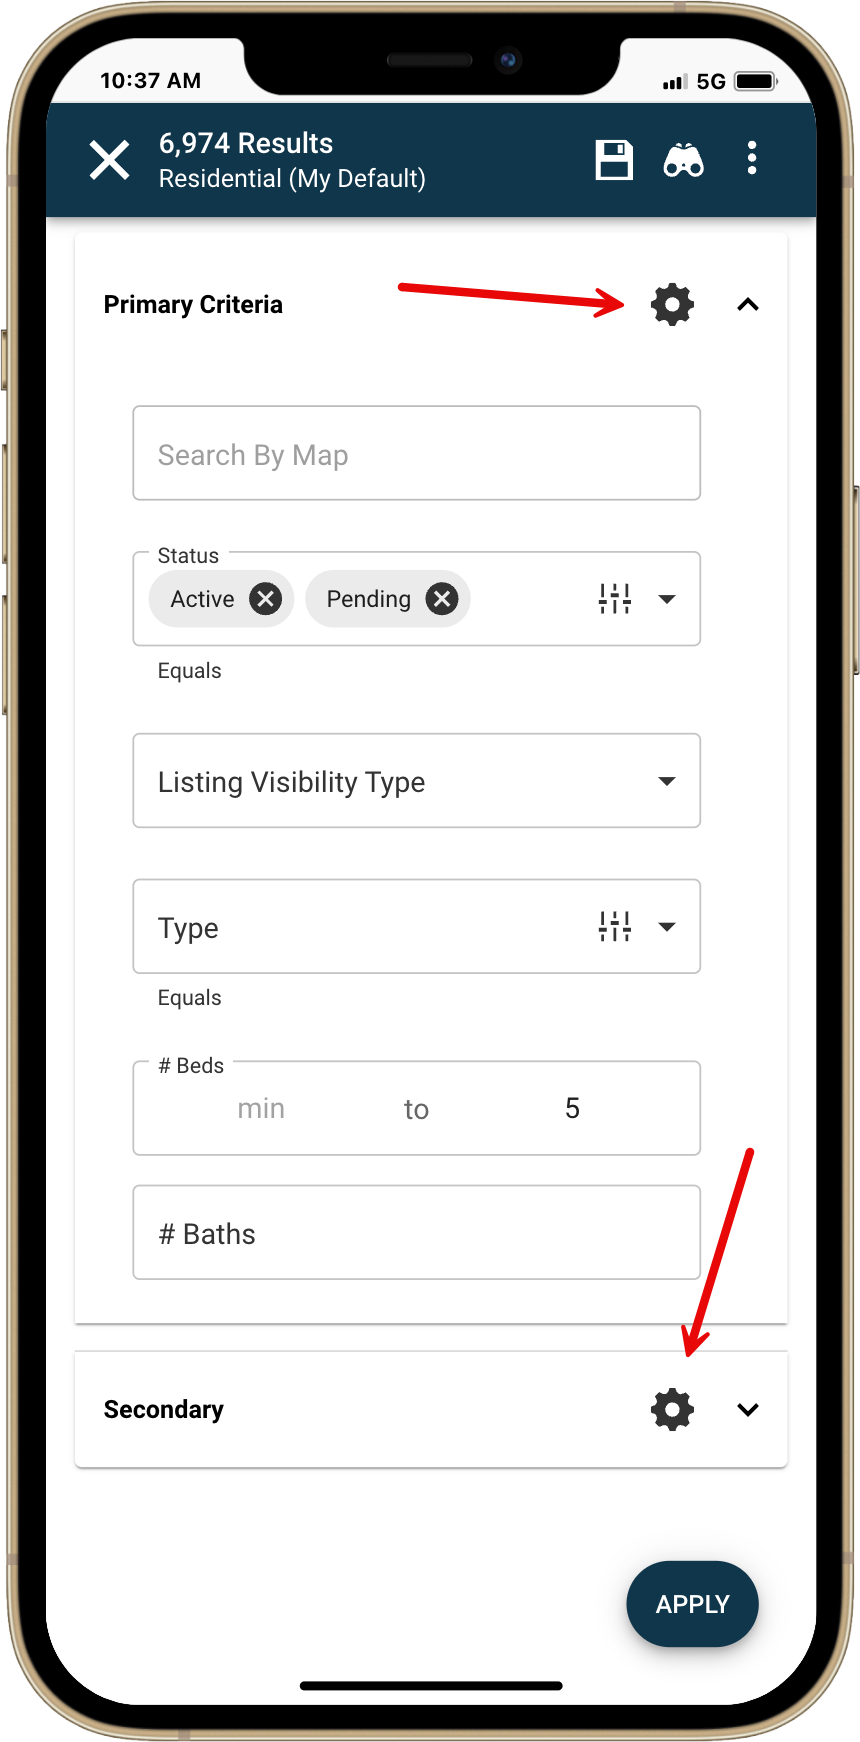 10:37 AM
5G
6,974 Results
Residential (My Default)
Primary Criteria
Search By Map
Status
Active
Pending
Equals
Listing Visibility Type
Type
Equals
# Beds
min to 5
# Baths
Secondary
APPLY